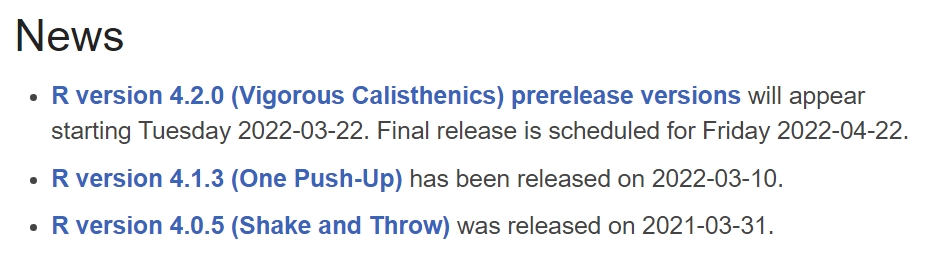 News
• R version 4.2.0 (Vigorous Calisthenics) prerelease versions will appear
starting Tuesday 2022-03-22. Final release is scheduled for Friday 2022-04-22.
• R version 4.1.3 (One Push-Up) has been released on 2022-03-10.
• R version 4.0.5 (Shake and Throw) was released on 2021-03-31.